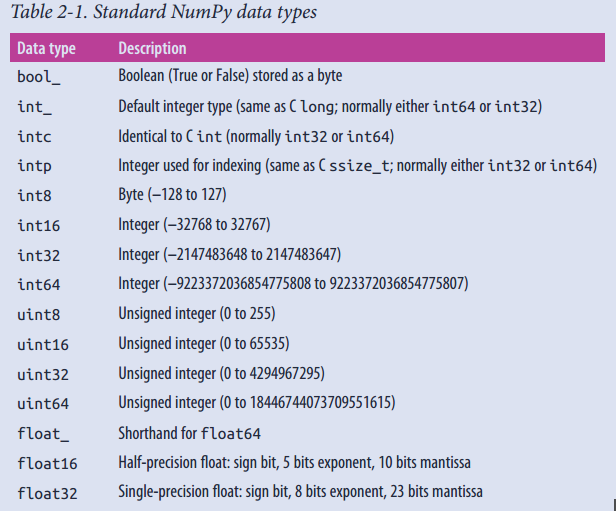 Table 2-1. Standard NumPy data types
Data type Description
bool_ Boolean (True or False) stored as a byte
int_ Default integer type (same as C long; normally either int64 or int32)
intc Identical to C int (normally int32 or int64)
intp Integer used for indexing (same as C ssize_t; normally either int32 or int64)
int8 Byte (–128 to 127)
int16 Integer (–32768 to 32767)
int32 Integer (–2147483648 to 2147483647)
int64 Integer (–9223372036854775808 to 9223372036854775807)
uint8 Unsigned integer (0 to 255)
uint16 Unsigned integer (0 to 65535)
uint32 Unsigned integer (0 to 4294967295)
uint64 Unsigned integer (0 to 18446744073709551615)
float_ Shorthand for float64
float16 Half-precision float: sign bit, 5 bits exponent, 10 bits mantissa
float32 Single-precision float: sign bit, 8 bits exponent, 23 bits mantissa